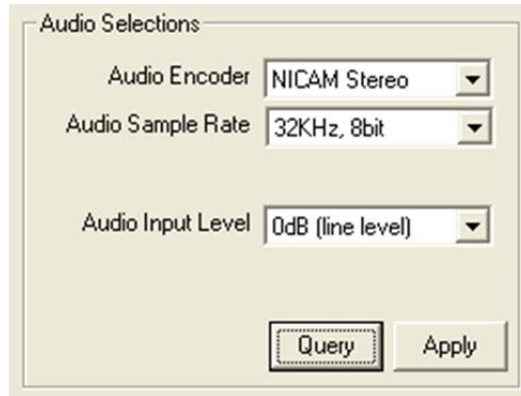 Audio Selections
Audio Encoder NICAM Stereo
Audio Sample Rate 32KHz, 8bit
Audio Input Level 0dB (line level)
Query Apply